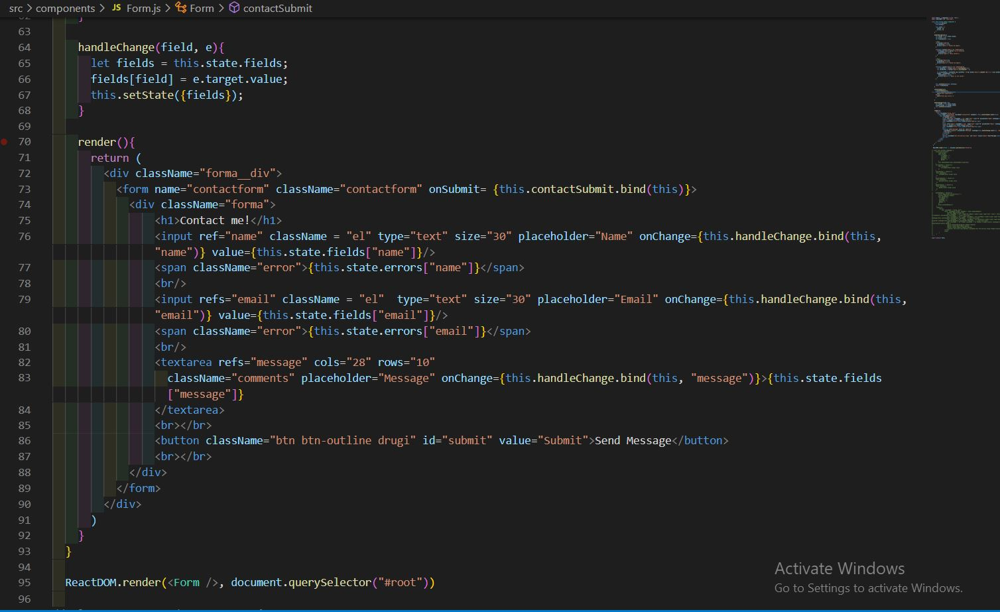 src > components > JS Form.js > Form > contactSubmit
62 }
63
64 handleChange(field, e){
65 let fields = this.state.fields;
66 fields[field] = e.target.value;
67 this.setState({fields});
68 }
69
70 render(){
71 return (
72 <div className="forma__div">
73 <form name="contactform" className="contactform" onSubmit= {this.contactSubmit.bind(this)}>
74 <div className="forma">
75 <h1>Contact me!</h1>
76 <input ref="name" className = "el" type="text" size="30" placeholder="Name" onChange={this.handleChange.bind(this,
"name")} value={this.state.fields["name"]}/>
77 <span className="error">{this.state.errors["name"]}</span>
78 <br/>
79 <input refs="email" className = "el"  type="text" size="30" placeholder="Email" onChange={this.handleChange.bind(this,
"email")} value={this.state.fields["email"]}/>
80 <span className="error">{this.state.errors["email"]}</span>
81 <br/>
82 <textarea refs="message" cols="28" rows="10"
83 className="comments" placeholder="Message" onChange={this.handleChange.bind(this, "message")}>{this.state.fields
["message"]}
84 </textarea>
85 <br></br>
86 <button className="btn btn-outline drugi" id="submit" value="Submit">Send Message</button>
87 <br></br>
88 </div>
89 </form>
90 </div>
91 )
92 }
93 }
94
95 ReactDOM.render(<Form />, document.querySelector("#root"))
96
Activate Windows
Go to Settings to activate Windows.